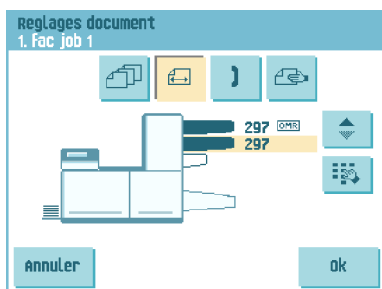 Reglages document
1. Fac job 1
297 OMR
297
Annuler
Ok